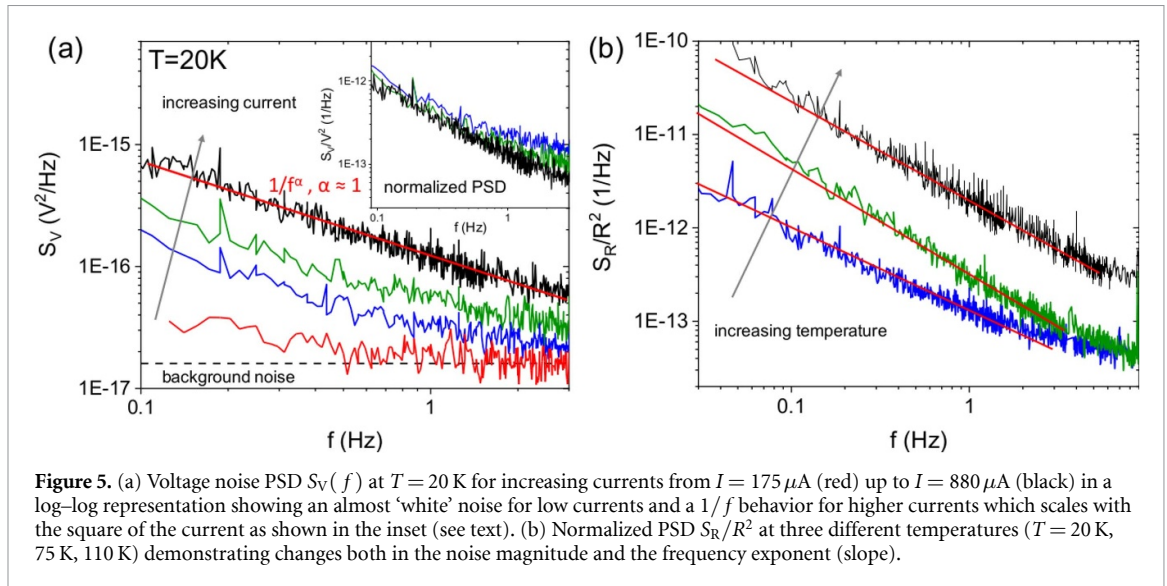 (a)
T=20K
increasing current
S_V (V²/Hz)
1E-15
1E-16
1E-17
0.1
1
f (Hz)
1/f^α , α ≈ 1
background noise
S_V/V² (1/Hz)
1E-12
1E-13
normalized PSD
0.1
1
f (Hz)
(b)
S_R/R² (1/Hz)
1E-10
1E-11
1E-12
1E-13
increasing temperature
0.1
1
f (Hz)
Figure 5. (a) Voltage noise PSD S_V(f) at T = 20 K for increasing currents from I = 175 μA (red) up to I = 880 μA (black) in a
log–log representation showing an almost ‘white’ noise for low currents and a 1/f behavior for higher currents which scales with
the square of the current as shown in the inset (see text). (b) Normalized PSD S_R/R² at three different temperatures (T = 20 K,
75 K, 110 K) demonstrating changes both in the noise magnitude and the frequency exponent (slope).